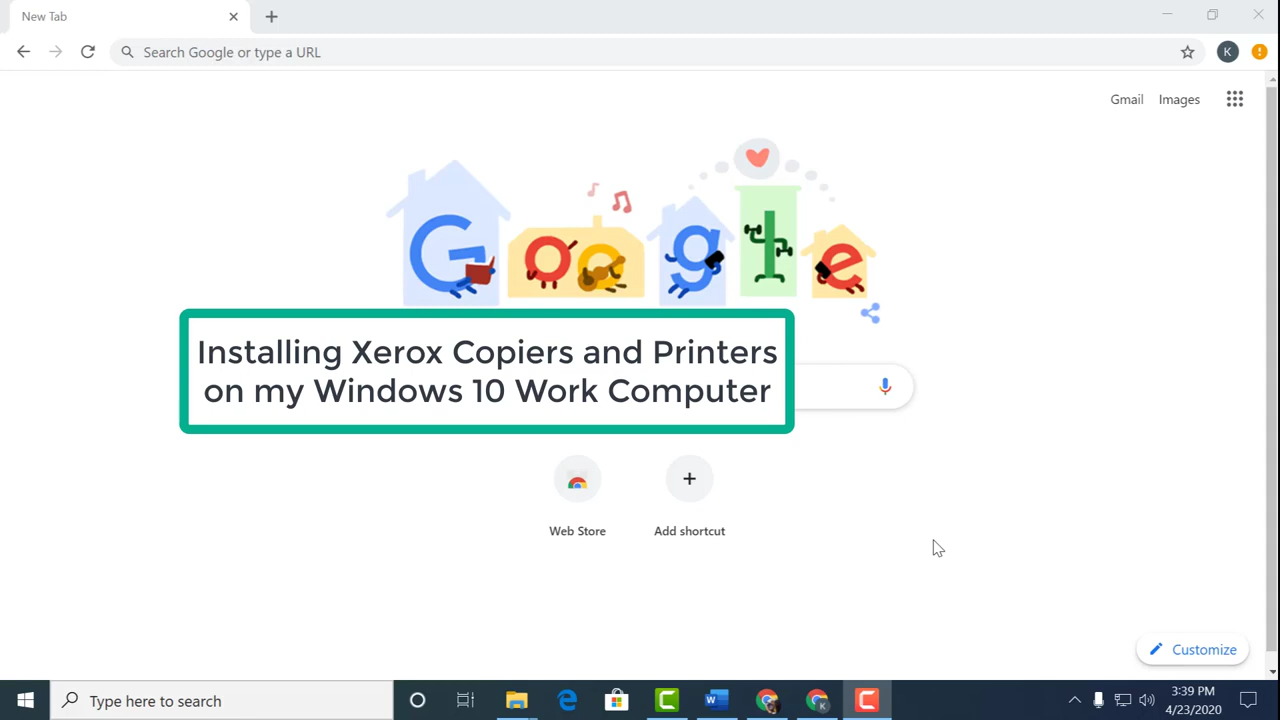 New Tab
Search Google or type a URL
K
Gmail Images
Google
Installing Xerox Copiers and Printers
on my Windows 10 Work Computer
Web Store
Add shortcut
Customize
Type here to search
3:39 PM
4/23/2020